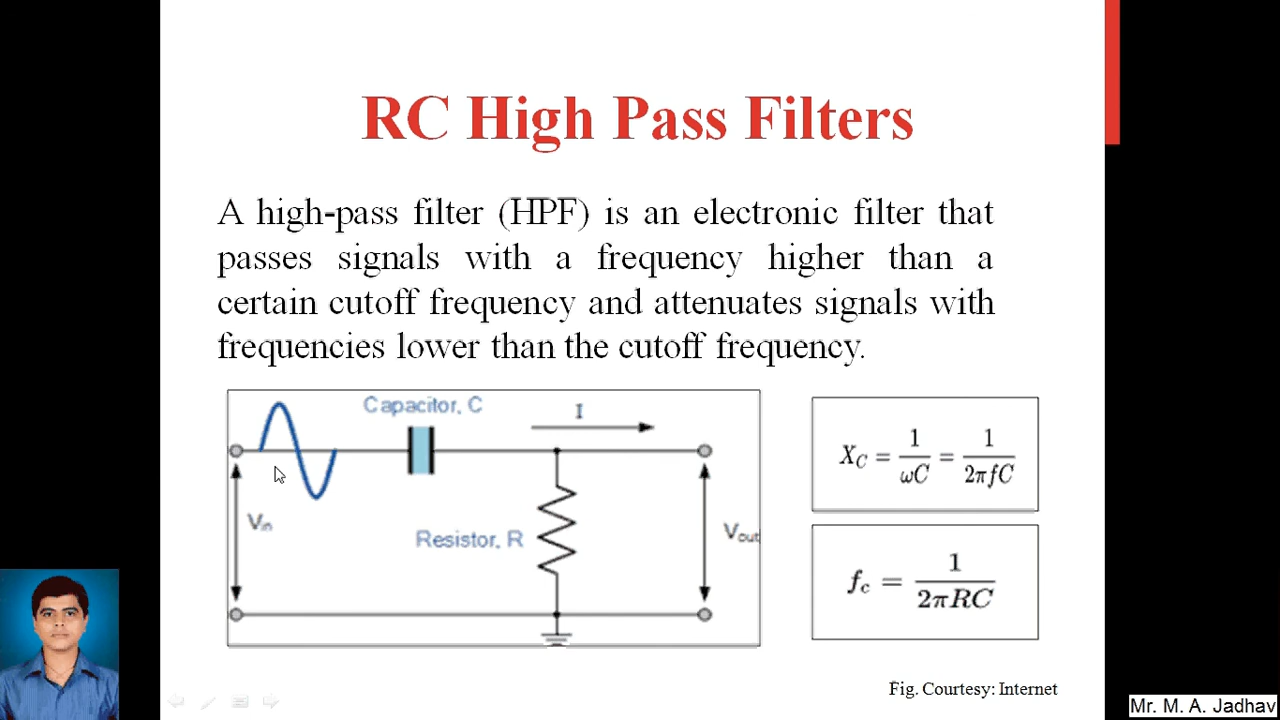 RC High Pass Filters
A high-pass filter (HPF) is an electronic filter that
passes signals with a frequency higher than a
certain cutoff frequency and attenuates signals with
frequencies lower than the cutoff frequency.
Capacitor, C
I
Vin
Resistor, R
Vout
XC = 1/ωC = 1/2πfC
fc = 1/2πRC
Fig. Courtesy: Internet
Mr. M. A. Jadhav